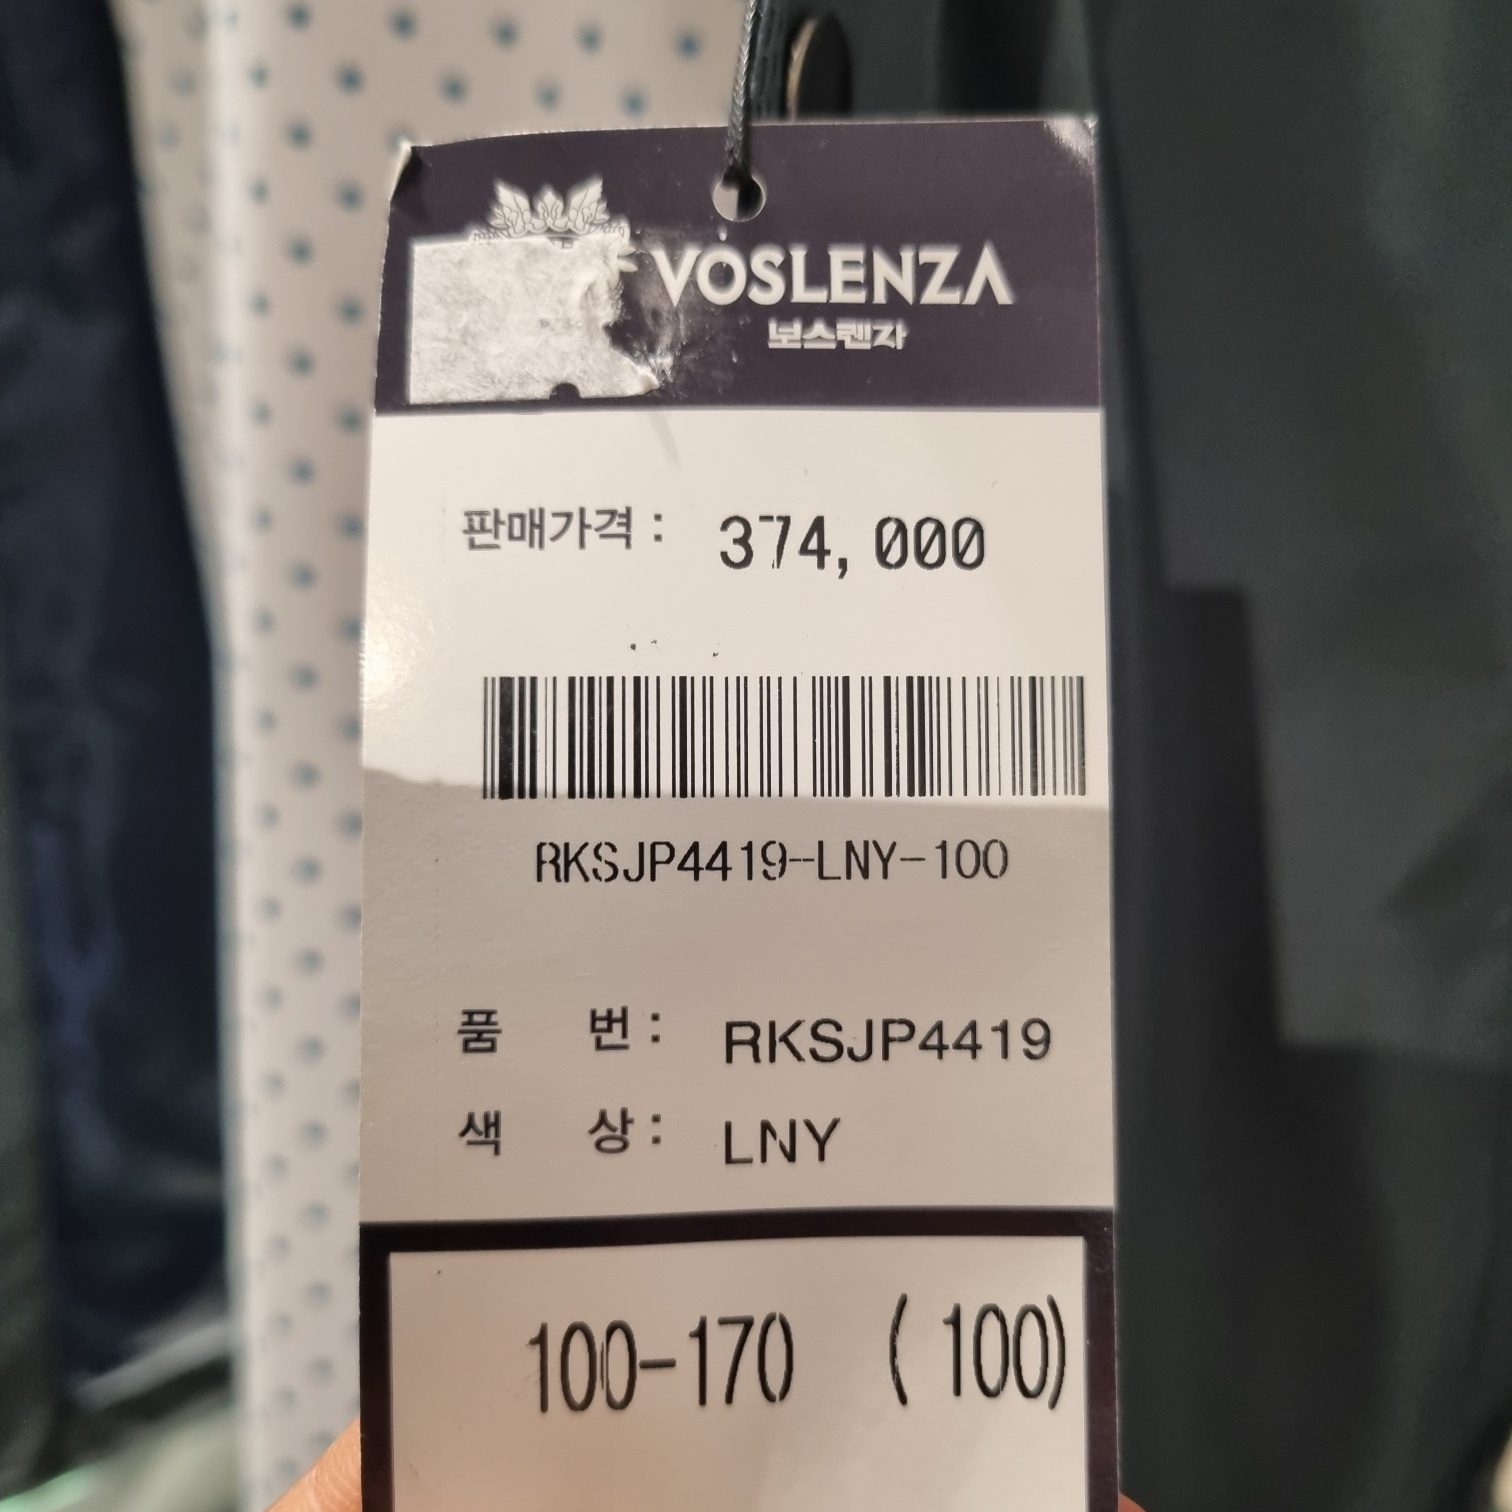 VOSLENZA
보스렌자
판매가격 : 374,000
RKSJP4419-LNY-100
품 번 : RKSJP4419
색 상 : LNY
100-170 ( 100)